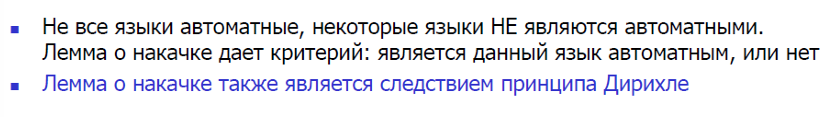 Не все языки автоматные, некоторые языки НЕ являются автоматными.
Лемма о накачке дает критерий: является данный язык автоматным, или нет
Лемма о накачке также является следствием принципа Дирихле